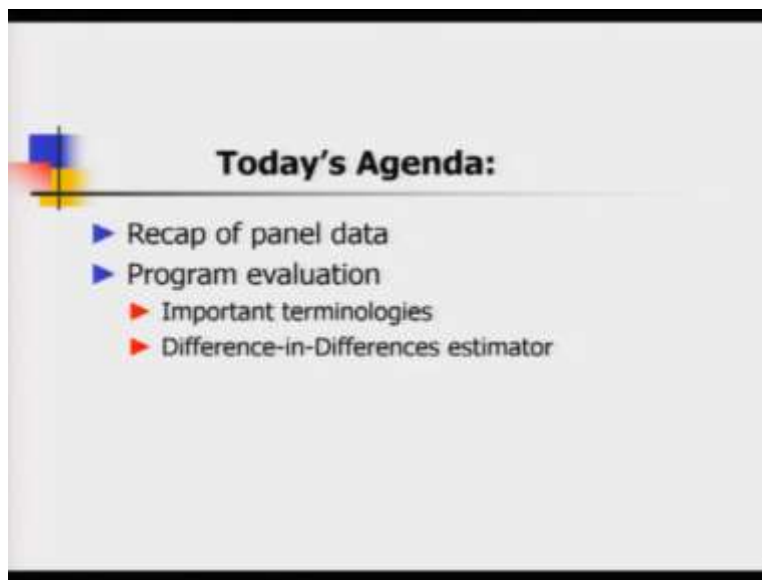 Today's Agenda:
Recap of panel data
Program evaluation
Important terminologies
Difference-in-Differences estimator